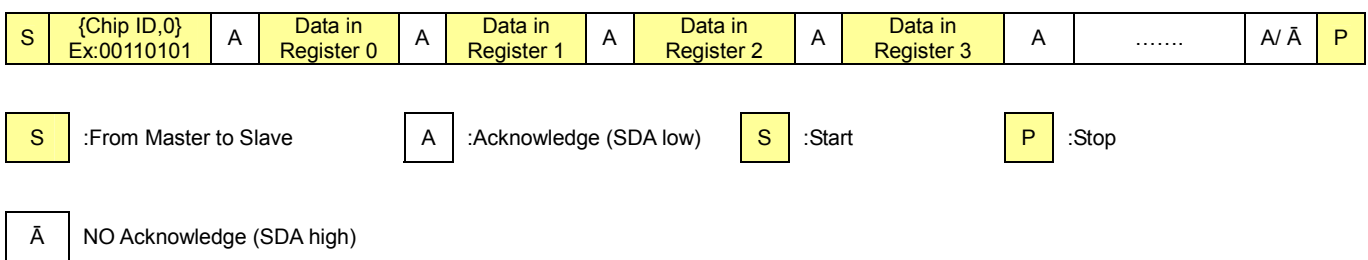 S {Chip ID,0} Ex:00110101 A Data in Register 0 A Data in Register 1 A Data in Register 2 A Data in Register 3 A ....... A/ Ā P
S :From Master to Slave A :Acknowledge (SDA low) S :Start P :Stop
Ā NO Acknowledge (SDA high)